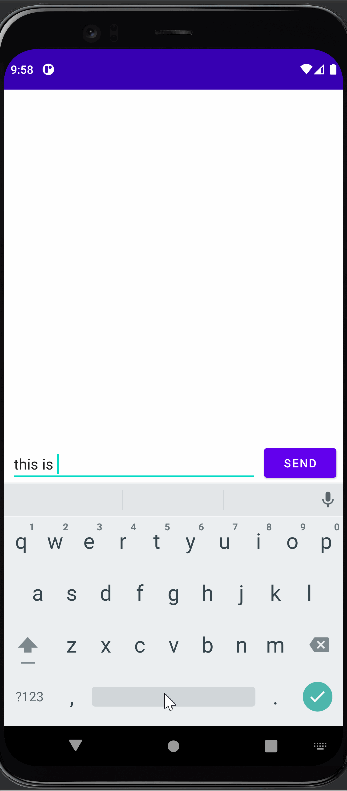 9:58
this is
SEND
1 2 3 4 5 6 7 8 9 0
q w e r t y u i o p
a s d f g h j k l
z x c v b n m
?123 , .